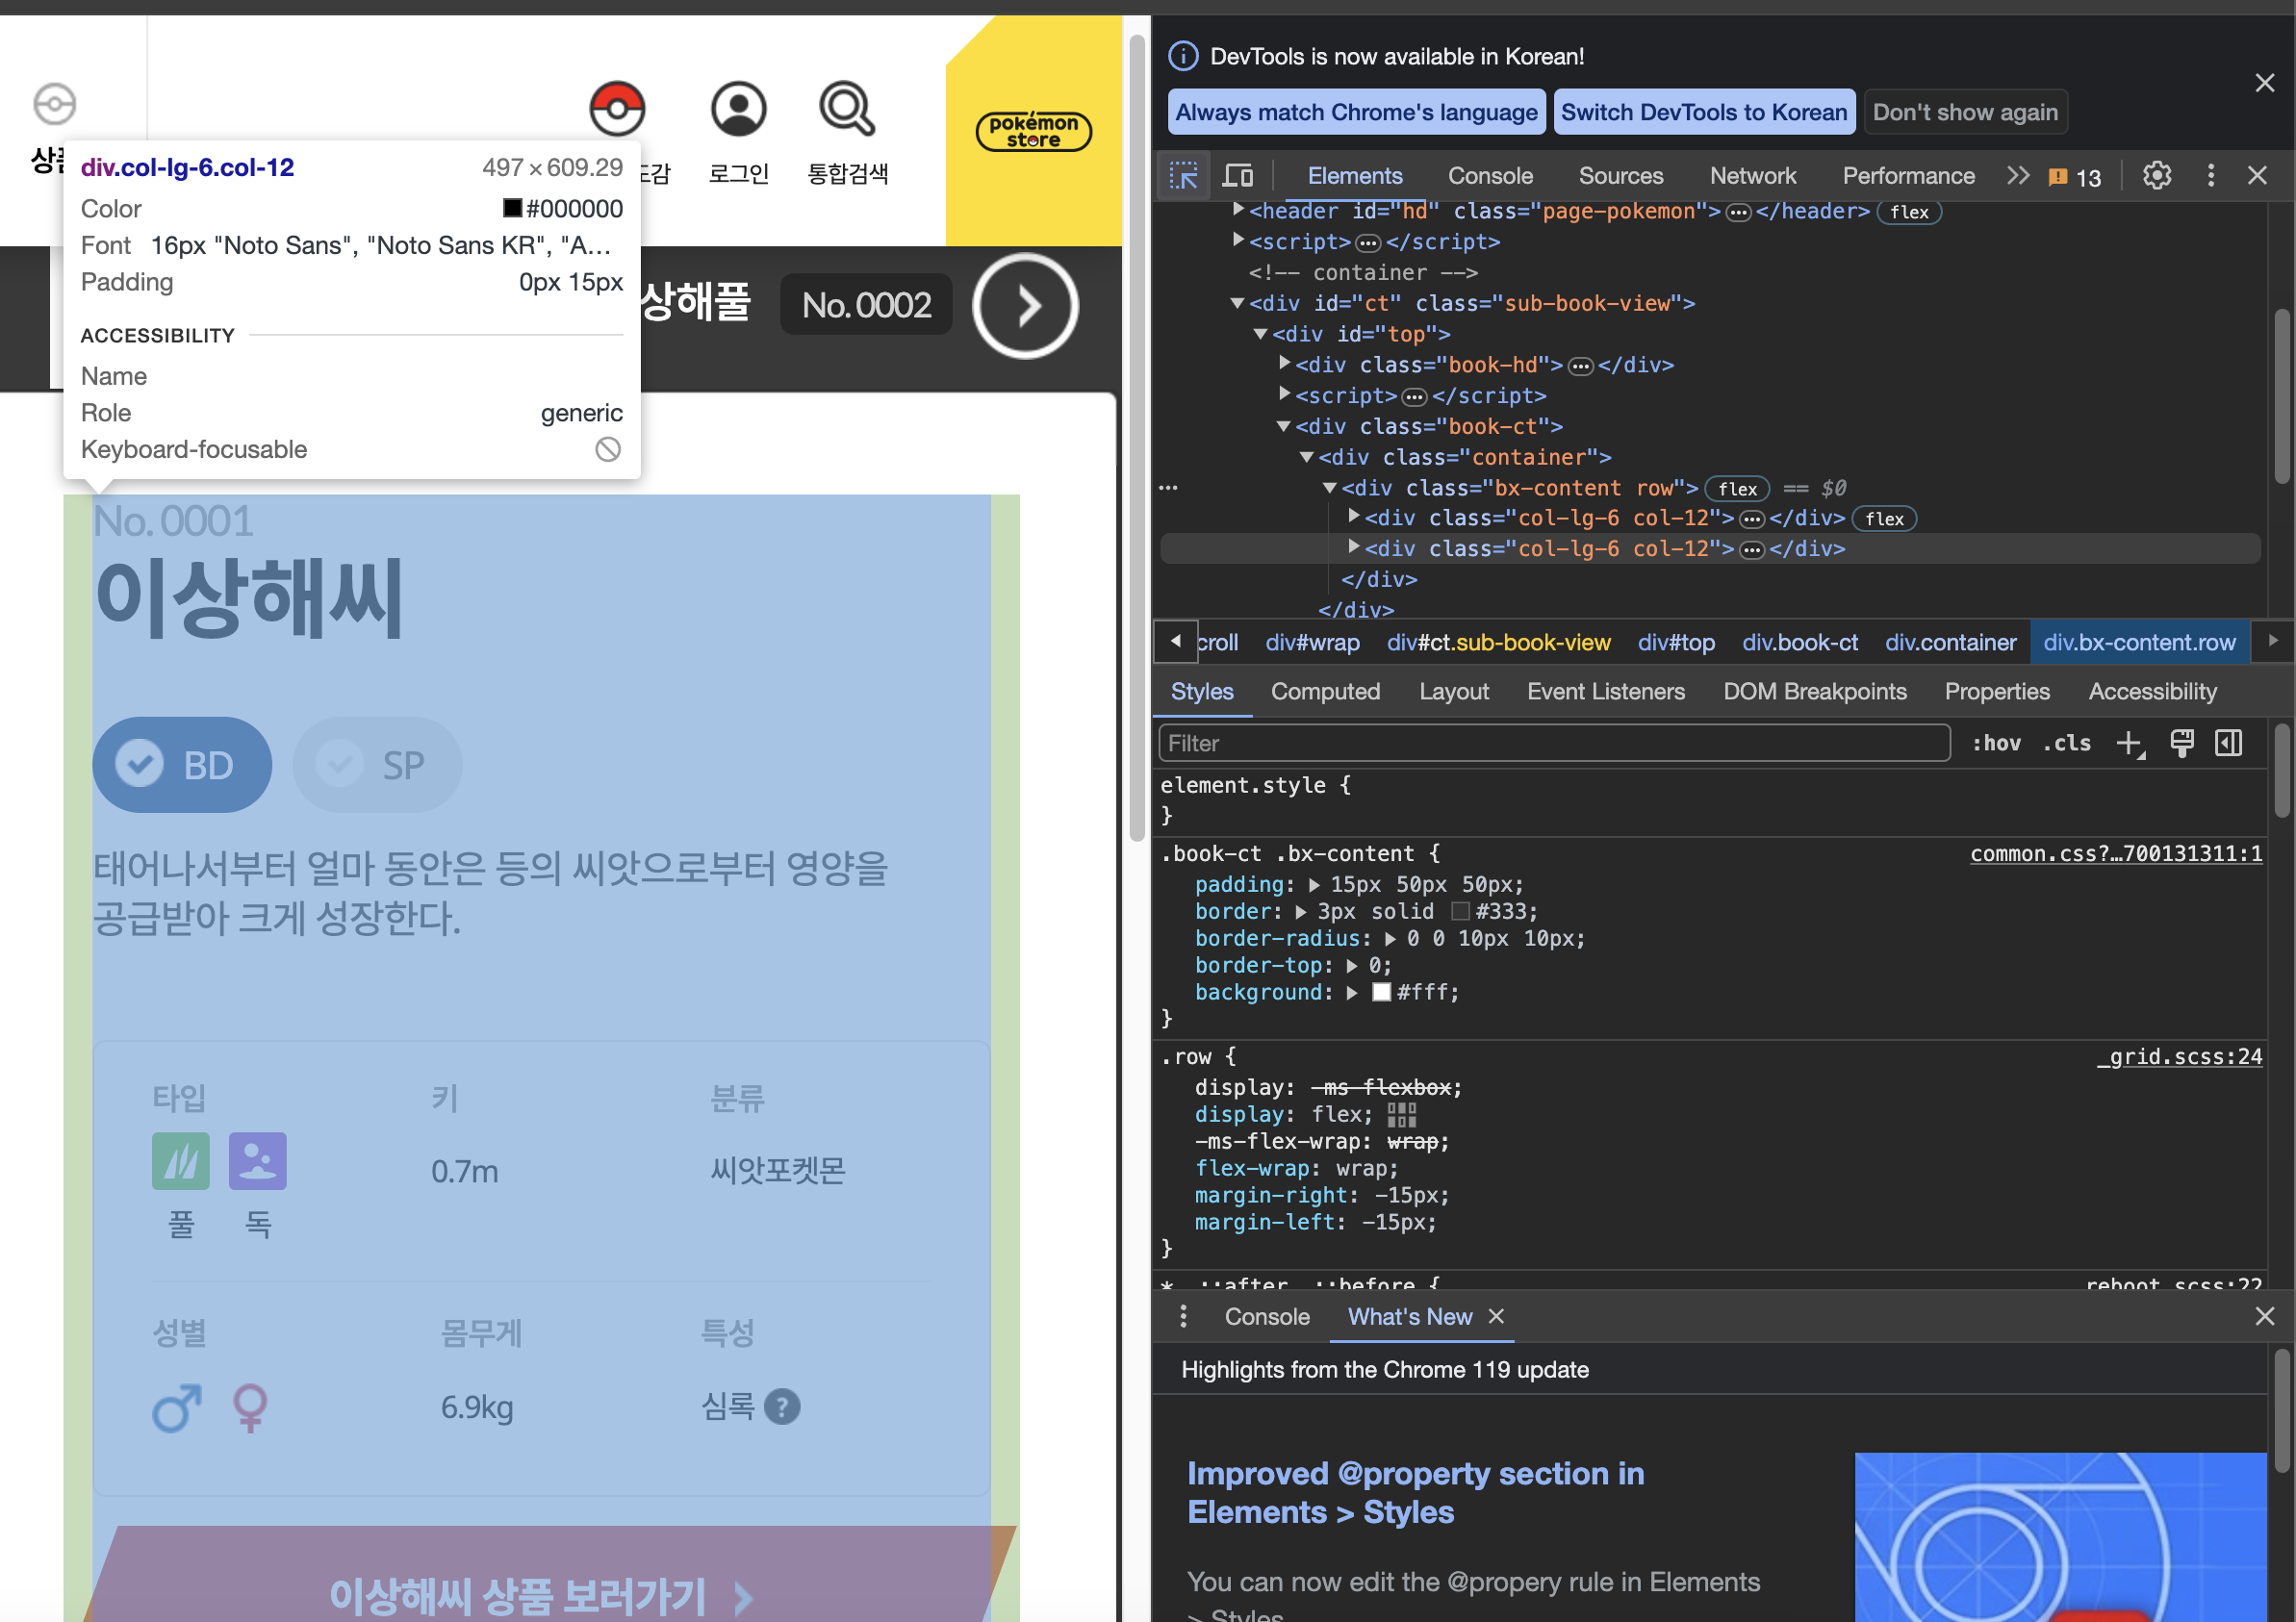 pokémon
store
로그인
통합검색
div.col-lg-6.col-12 497 × 609.29
Color #000000
Font 16px "Noto Sans", "Noto Sans KR", "A...
Padding 0px 15px
ACCESSIBILITY
Name
Role generic
Keyboard-focusable
상해풀 No. 0002
No. 0001
이상해씨
BD SP
태어나서부터 얼마 동안은 등의 씨앗으로부터 영양을
공급받아 크게 성장한다.
타입 키 분류
0.7m 씨앗포켓몬
풀 독
성별 몸무게 특성
6.9kg 심록 ?
이상해씨 상품 보러가기
DevTools is now available in Korean!
Always match Chrome's language Switch DevTools to Korean Don't show again
Elements Console Sources Network Performance 13
<header id="hd" class="page-pokemon">…</header> flex
<script>…</script>
<!-- container -->
<div id="ct" class="sub-book-view">
<div id="top">
<div class="book-hd">…</div>
<script>…</script>
<div class="book-ct">
<div class="container">
<div class="bx-content row"> flex == $0
<div class="col-lg-6 col-12">…</div> flex
<div class="col-lg-6 col-12">…</div>
</div>
</div>
croll div#wrap div#ct.sub-book-view div#top div.book-ct div.container div.bx-content.row
Styles Computed Layout Event Listeners DOM Breakpoints Properties Accessibility
Filter :hov .cls
element.style {
}
.book-ct .bx-content { common.css?…700131311:1
padding: 15px 50px 50px;
border: 3px solid #333;
border-radius: 0 0 10px 10px;
border-top: 0;
background: #fff;
}
.row { _grid.scss:24
display: -ms-flexbox;
display: flex;
-ms-flex-wrap: wrap;
flex-wrap: wrap;
margin-right: -15px;
margin-left: -15px;
}
*, ::after, ::before { reboot.scss:22
Console What's New
Highlights from the Chrome 119 update
Improved @property section in
Elements > Styles
You can now edit the @propery rule in Elements
> Styles